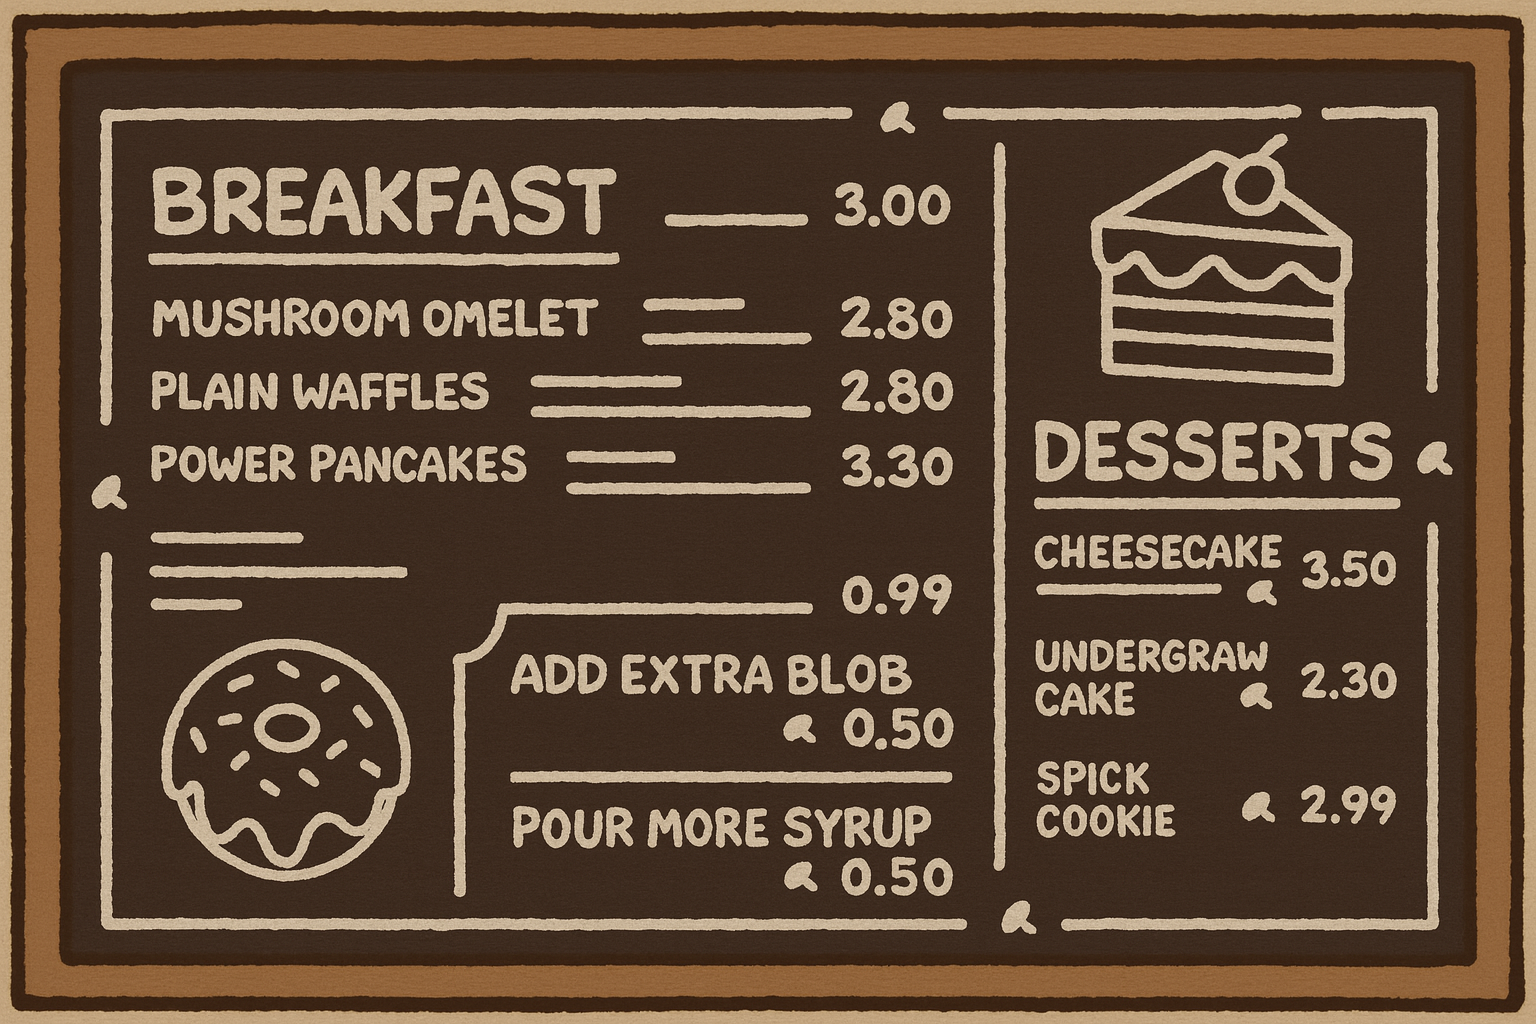 BREAKFAST 3.00
MUSHROOM OMELET 2.80
PLAIN WAFFLES 2.80
POWER PANCAKES 3.30
0.99
ADD EXTRA BLOB
0.50
POUR MORE SYRUP
0.50
DESSERTS
CHEESECAKE 3.50
UNDERGRAW
CAKE 2.30
SPICK
COOKIE 2.99